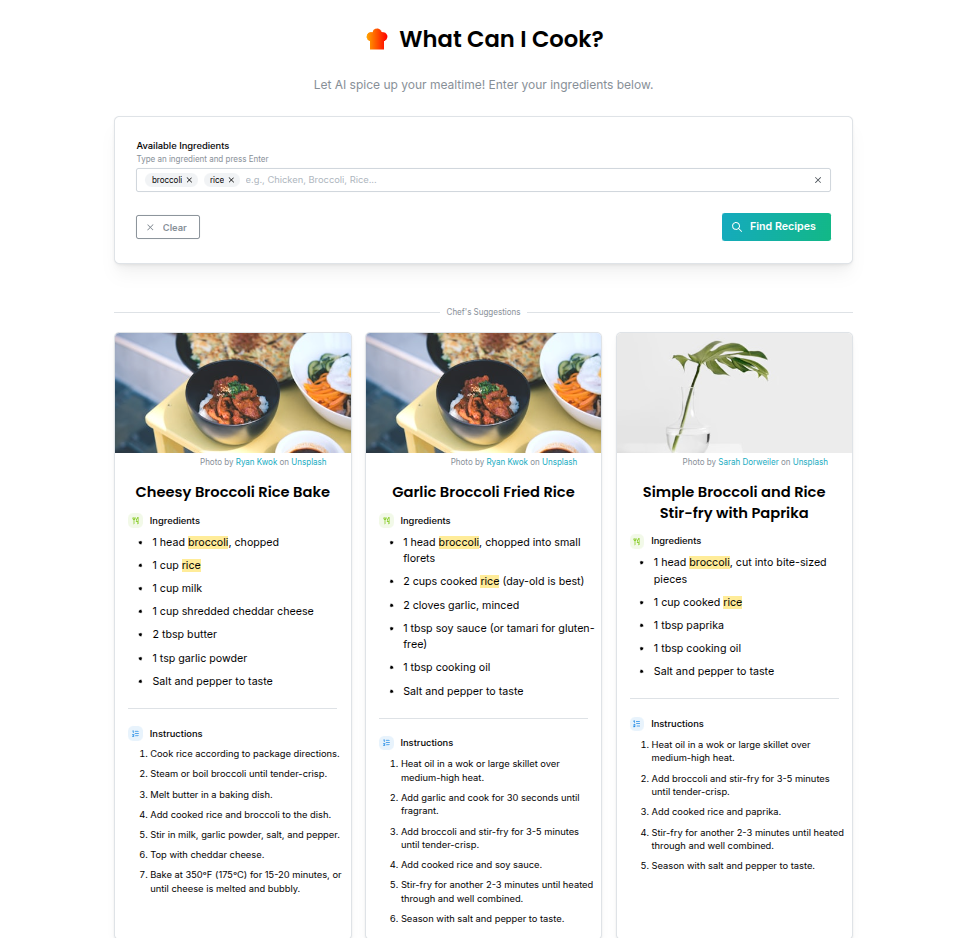 What Can I Cook?
Let AI spice up your mealtime! Enter your ingredients below.
Available Ingredients
Type an ingredient and press Enter
broccoli × rice × e.g., Chicken, Broccoli, Rice... ×
× Clear
Find Recipes
Chef's Suggestions
Photo by Ryan Kwok on Unsplash
Cheesy Broccoli Rice Bake
Ingredients
• 1 head broccoli, chopped
• 1 cup rice
• 1 cup milk
• 1 cup shredded cheddar cheese
• 2 tbsp butter
• 1 tsp garlic powder
• Salt and pepper to taste
Instructions
1. Cook rice according to package directions.
2. Steam or boil broccoli until tender-crisp.
3. Melt butter in a baking dish.
4. Add cooked rice and broccoli to the dish.
5. Stir in milk, garlic powder, salt, and pepper.
6. Top with cheddar cheese.
7. Bake at 350°F (175°C) for 15-20 minutes, or
until cheese is melted and bubbly.
Photo by Ryan Kwok on Unsplash
Garlic Broccoli Fried Rice
Ingredients
• 1 head broccoli, chopped into small
florets
• 2 cups cooked rice (day-old is best)
• 2 cloves garlic, minced
• 1 tbsp soy sauce (or tamari for gluten-
free)
• 1 tbsp cooking oil
• Salt and pepper to taste
Instructions
1. Heat oil in a wok or large skillet over
medium-high heat.
2. Add garlic and cook for 30 seconds until
fragrant.
3. Add broccoli and stir-fry for 3-5 minutes
until tender-crisp.
4. Add cooked rice and soy sauce.
5. Stir-fry for another 2-3 minutes until heated
through and well combined.
6. Season with salt and pepper to taste.
Photo by Sarah Dorweiler on Unsplash
Simple Broccoli and Rice
Stir-fry with Paprika
Ingredients
• 1 head broccoli, cut into bite-sized
pieces
• 1 cup cooked rice
• 1 tbsp paprika
• 1 tbsp cooking oil
• Salt and pepper to taste
Instructions
1. Heat oil in a wok or large skillet over
medium-high heat.
2. Add broccoli and stir-fry for 3-5 minutes
until tender-crisp.
3. Add cooked rice and paprika.
4. Stir-fry for another 2-3 minutes until heated
through and well combined.
5. Season with salt and pepper to taste.